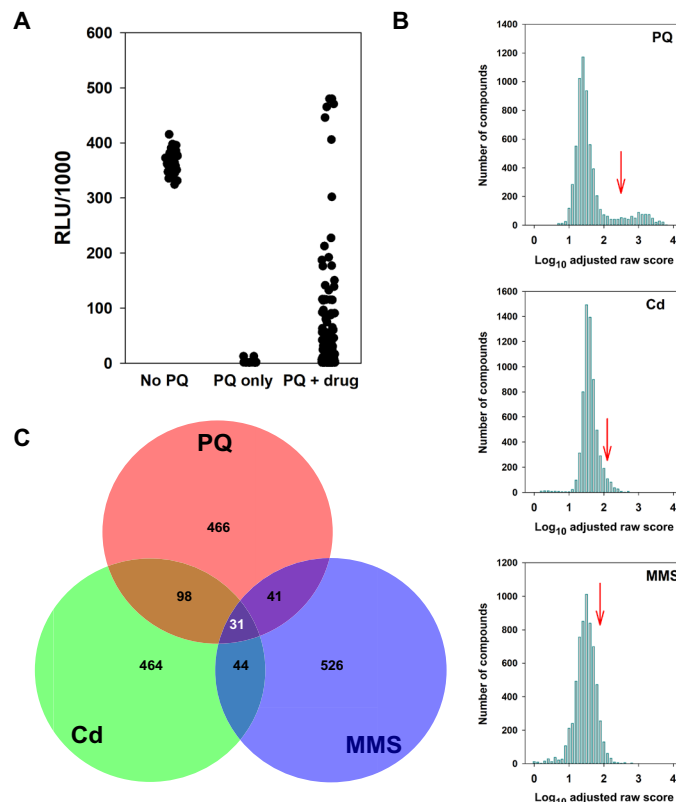 A
RLU/1000
600
500
400
300
200
100
0
No PQ PQ only PQ + drug
B
PQ
Number of compounds
1400
1200
1000
800
600
400
200
0
0 1 2 3 4
Log10 adjusted raw score
Cd
Number of compounds
1600
1400
1200
1000
800
600
400
200
0
0 1 2 3 4
Log10 adjusted raw score
MMS
Number of compounds
1200
1000
800
600
400
200
0
0 1 2 3 4
Log10 adjusted raw score
C
PQ
466
98
41
31
464
44
526
Cd
MMS